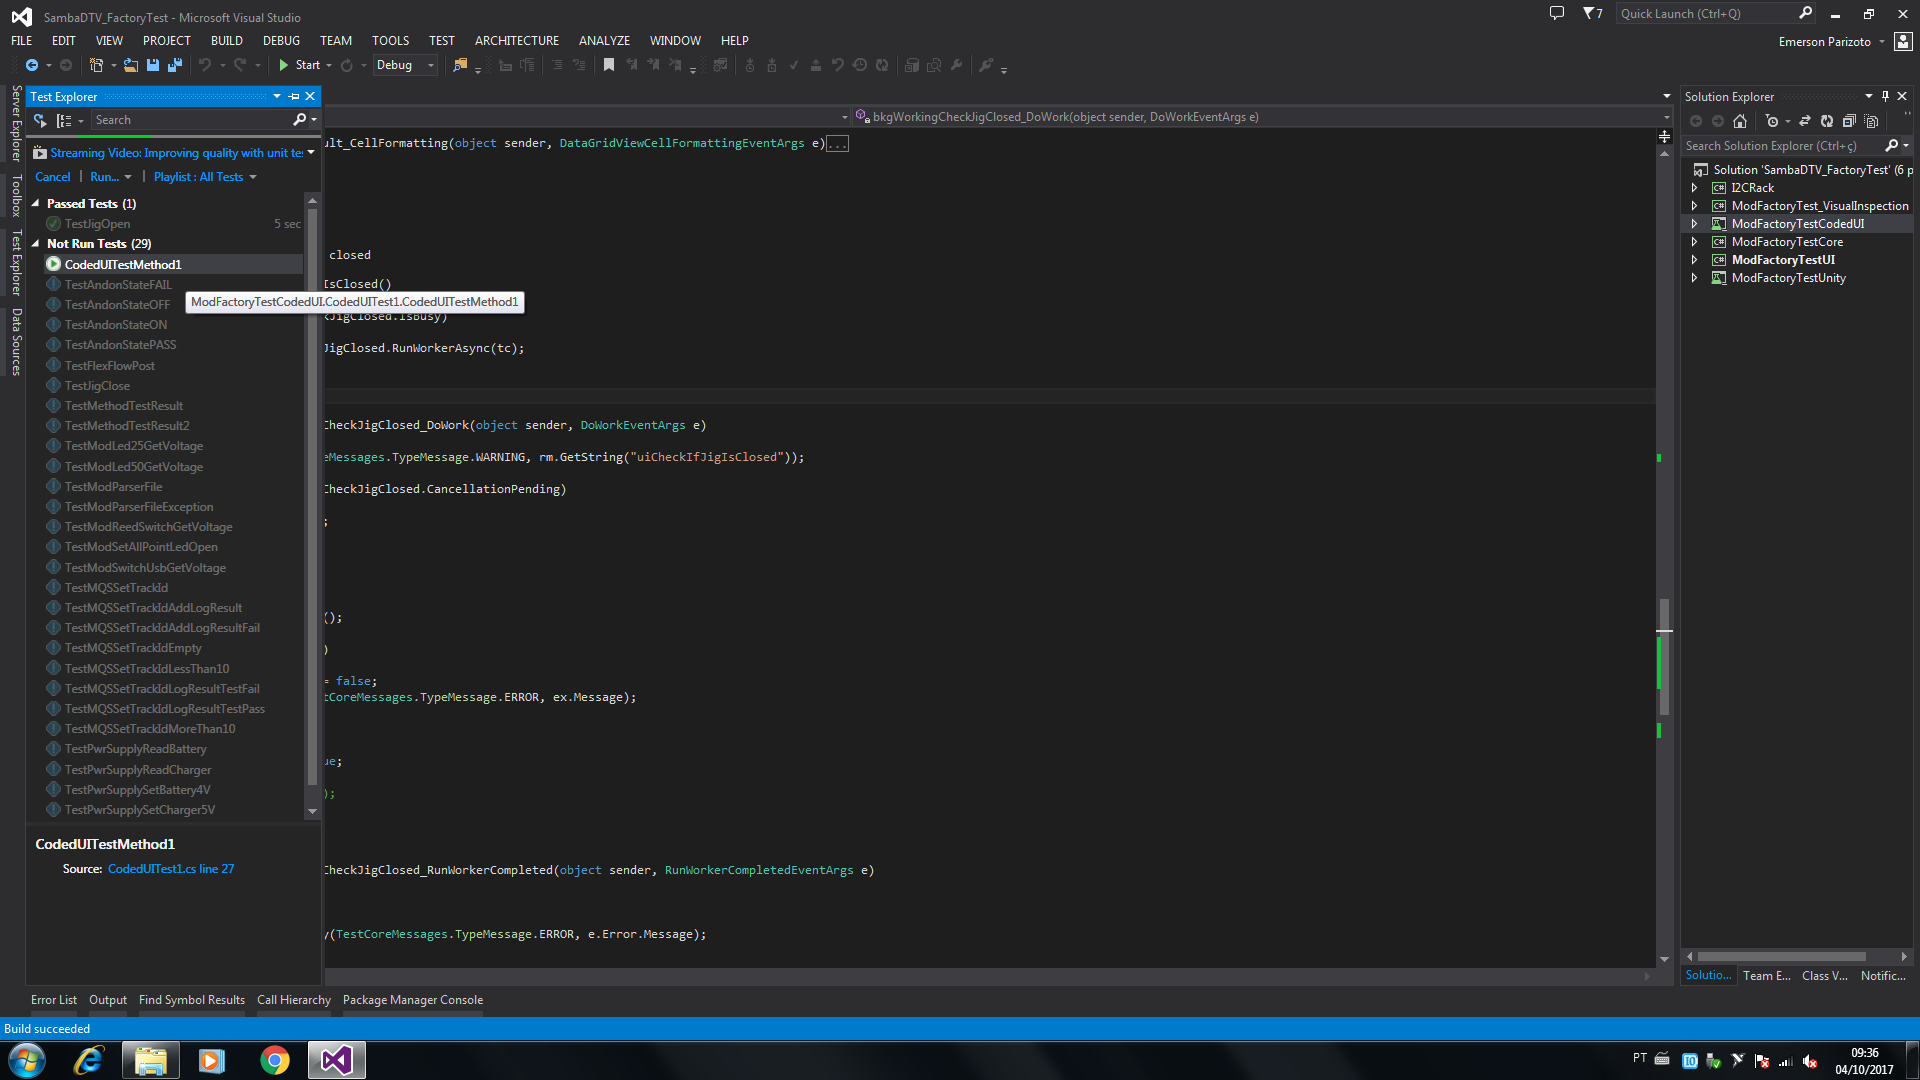 SambaDTV_FactoryTest - Microsoft Visual Studio
7
Quick Launch (Ctrl+Q)
FILE EDIT VIEW PROJECT BUILD DEBUG TEAM TOOLS TEST ARCHITECTURE ANALYZE WINDOW HELP
Emerson Parizoto
Start
Debug
Server Explorer
Toolbox
Test Explorer
Data Sources
Test Explorer
Search
Streaming Video: Improving quality with unit te
Cancel | Run... | Playlist : All Tests
Passed Tests (1)
TestJigOpen 5 sec
Not Run Tests (29)
CodedUITestMethod1
TestAndonStateFAIL
TestAndonStateOFF
TestAndonStateON
TestAndonStatePASS
TestFlexFlowPost
TestJigClose
TestMethodTestResult
TestMethodTestResult2
TestModLed25GetVoltage
TestModLed50GetVoltage
TestModParserFile
TestModParserFileException
TestModReedSwitchGetVoltage
TestModSetAllPointLedOpen
TestModSwitchUsbGetVoltage
TestMQSSetTrackId
TestMQSSetTrackIdAddLogResult
TestMQSSetTrackIdAddLogResultFail
TestMQSSetTrackIdEmpty
TestMQSSetTrackIdLessThan10
TestMQSSetTrackIdLogResultTestFail
TestMQSSetTrackIdLogResultTestPass
TestMQSSetTrackIdMoreThan10
TestPwrSupplyReadBattery
TestPwrSupplyReadCharger
TestPwrSupplySetBattery4V
TestPwrSupplySetCharger5V
CodedUITestMethod1
Source: CodedUITest1.cs line 27
ModFactoryTestCodedUI.CodedUITest1.CodedUITestMethod1
bkgWorkingCheckJigClosed_DoWork(object sender, DoWorkEventArgs e)
ult_CellFormatting(object sender, DataGridViewCellFormattingEventArgs e)...
closed
IsClosed()
kJigClosed.IsBusy)
JigClosed.RunWorkerAsync(tc);
CheckJigClosed_DoWork(object sender, DoWorkEventArgs e)
eMessages.TypeMessage.WARNING, rm.GetString("uiCheckIfJigIsClosed"));
CheckJigClosed.CancellationPending)
;
();
)
= false;
tCoreMessages.TypeMessage.ERROR, ex.Message);
ue;
);
CheckJigClosed_RunWorkerCompleted(object sender, RunWorkerCompletedEventArgs e)
y(TestCoreMessages.TypeMessage.ERROR, e.Error.Message);
Solution Explorer
Search Solution Explorer (Ctrl+ç)
Solution 'SambaDTV_FactoryTest' (6 p
C# I2CRack
C# ModFactoryTest_VisualInspection
ModFactoryTestCodedUI
C# ModFactoryTestCore
C# ModFactoryTestUI
ModFactoryTestUnity
Solutio... Team E... Class V... Notific...
Error List Output Find Symbol Results Call Hierarchy Package Manager Console
Build succeeded
PT
09:36
04/10/2017